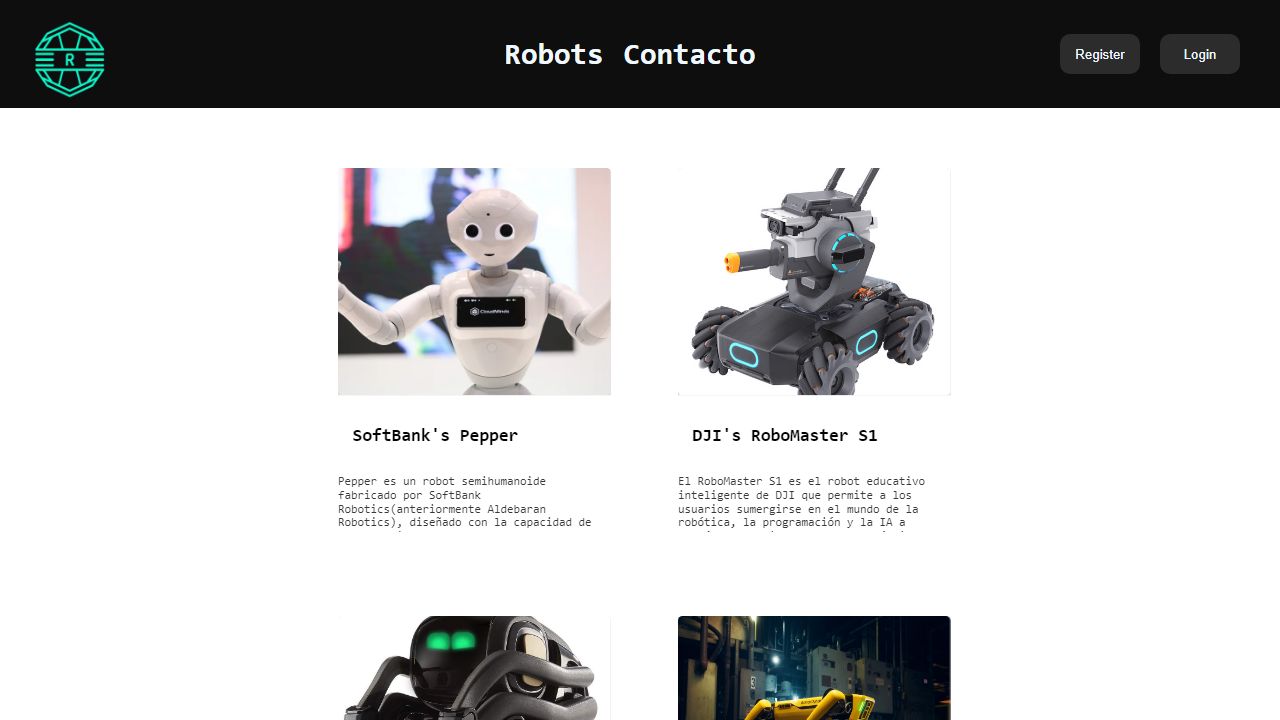 R
Robots Contacto
Register
Login
CloudMinds
SoftBank's Pepper
DJI's RoboMaster S1
Pepper es un robot semihumanoide
fabricado por SoftBank
Robotics(anteriormente Aldebaran
Robotics), diseñado con la capacidad de
El RoboMaster S1 es el robot educativo
inteligente de DJI que permite a los
usuarios sumergirse en el mundo de la
robótica, la programación y la IA a